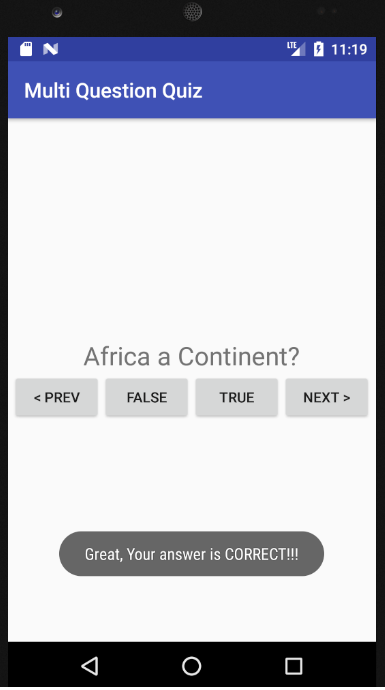 LTE 11:19
Multi Question Quiz
Africa a Continent?
< PREV FALSE TRUE NEXT >
Great, Your answer is CORRECT!!!